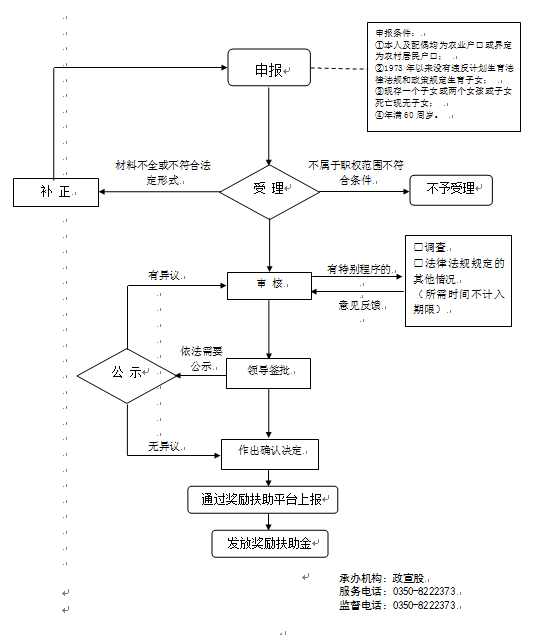 申报条件：
①本人及配偶均为农业户口或界定
为农村居民户口；
②1973 年以来没有违反计划生育法
律法规和政策规定生育子女；
③现存一个子女或两个女孩或子女
死亡现无子女；
④年满 60 周岁。
申报
材料不全或不符合法
定形式
不属于职权范围不符
合条件
补 正
受 理
不予受理
□调查
□法律法规规定的
其他情况
（所需时间不计入
期限）
有特别程序的
有异议
审 核
意见反馈
依法需要
公示
公 示
领导签批
无异议
作出确认决定
通过奖励扶助平台上报
发放奖励扶助金
承办机构：政宣股
服务电话：0350-8222373
监督电话：0350-8222373